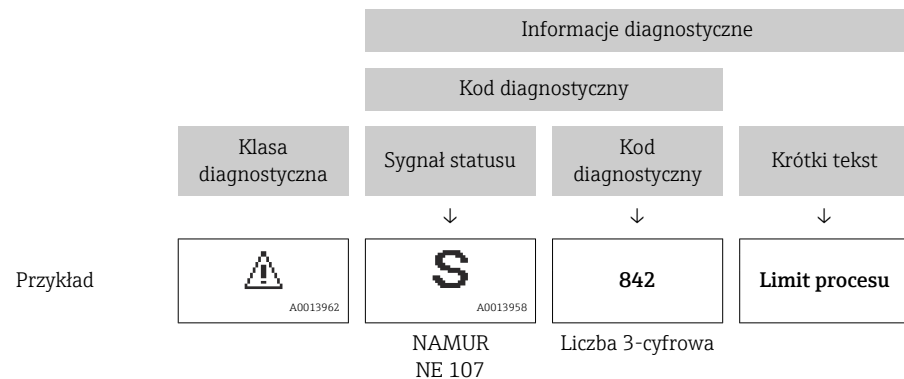 Informacje diagnostyczne
Kod diagnostyczny
Klasa
diagnostyczna
Sygnał statusu
Kod
diagnostyczny
Krótki tekst
↓ ↓ ↓
Przykład
A0013962
S
A0013958
842
Limit procesu
NAMUR
NE 107
Liczba 3-cyfrowa